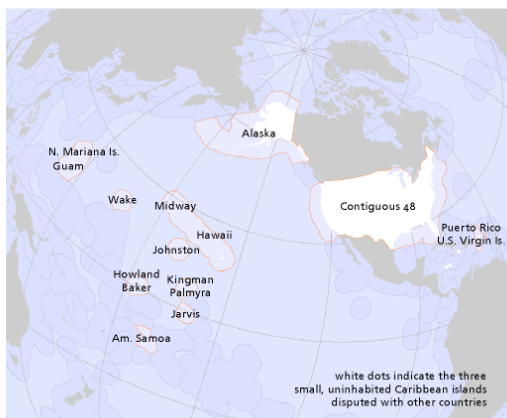 Alaska
N. Mariana Is.
Guam
Wake
Midway
Contiguous 48
Puerto Rico
U.S. Virgin Is.
Hawaii
Johnston
Howland
Baker
Kingman
Palmyra
Jarvis
Am. Samoa
white dots indicate the three
small, uninhabited Caribbean islands
disputed with other countries